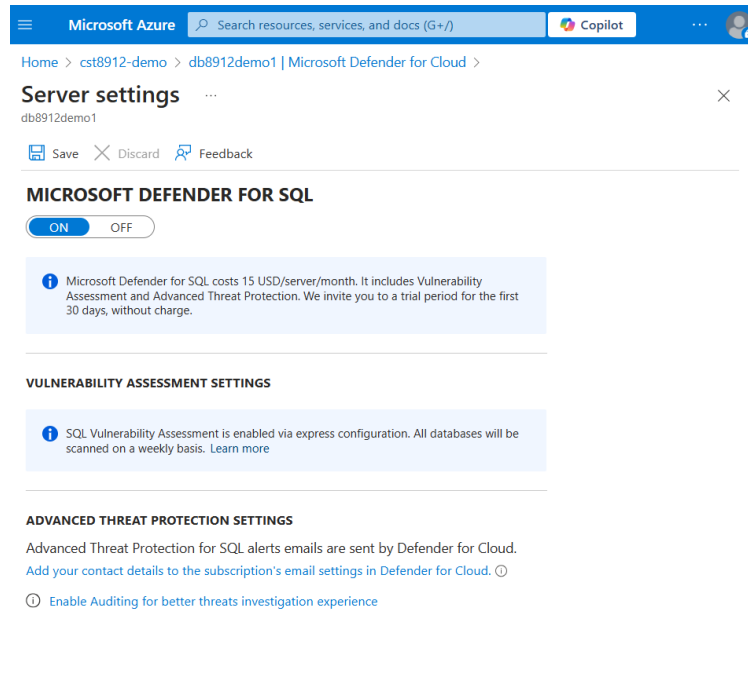 Microsoft Azure
Search resources, services, and docs (G+/)
Copilot
...
Home > cst8912-demo > db8912demo1 | Microsoft Defender for Cloud >
Server settings ...
db8912demo1
Save Discard Feedback
MICROSOFT DEFENDER FOR SQL
ON OFF
Microsoft Defender for SQL costs 15 USD/server/month. It includes Vulnerability
Assessment and Advanced Threat Protection. We invite you to a trial period for the first
30 days, without charge.
VULNERABILITY ASSESSMENT SETTINGS
SQL Vulnerability Assessment is enabled via express configuration. All databases will be
scanned on a weekly basis. Learn more
ADVANCED THREAT PROTECTION SETTINGS
Advanced Threat Protection for SQL alerts emails are sent by Defender for Cloud.
Add your contact details to the subscription's email settings in Defender for Cloud.
Enable Auditing for better threats investigation experience